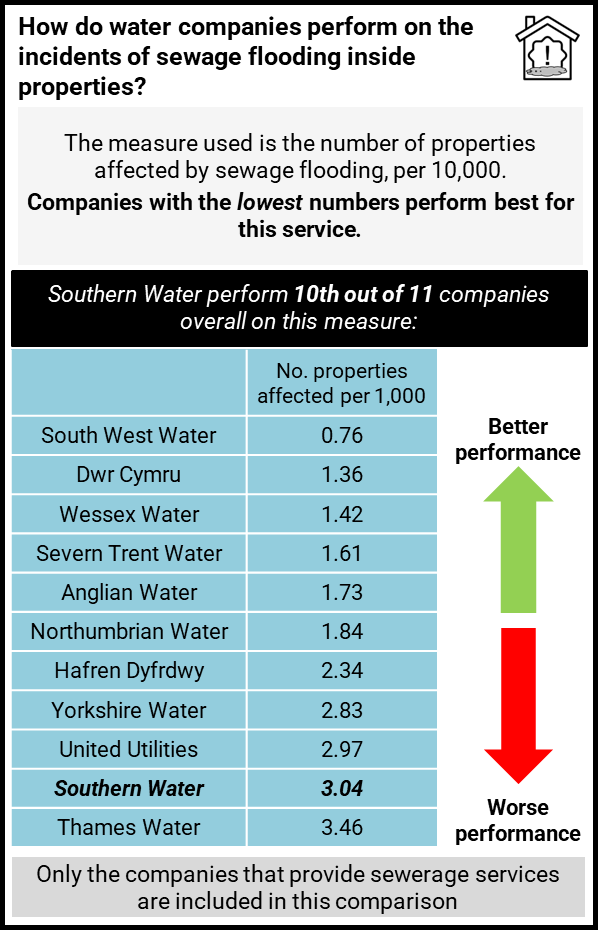 How do water companies perform on the
incidents of sewage flooding inside
properties?
!
The measure used is the number of properties
affected by sewage flooding, per 10,000.
Companies with the lowest numbers perform best for
this service.
Southern Water perform 10th out of 11 companies
overall on this measure:
No. properties
affected per 1,000
South West Water 0.76
Dwr Cymru 1.36
Wessex Water 1.42
Severn Trent Water 1.61
Anglian Water 1.73
Northumbrian Water 1.84
Hafren Dyfrdwy 2.34
Yorkshire Water 2.83
United Utilities 2.97
Southern Water 3.04
Thames Water 3.46
Better
performance
Worse
performance
Only the companies that provide sewerage services
are included in this comparison